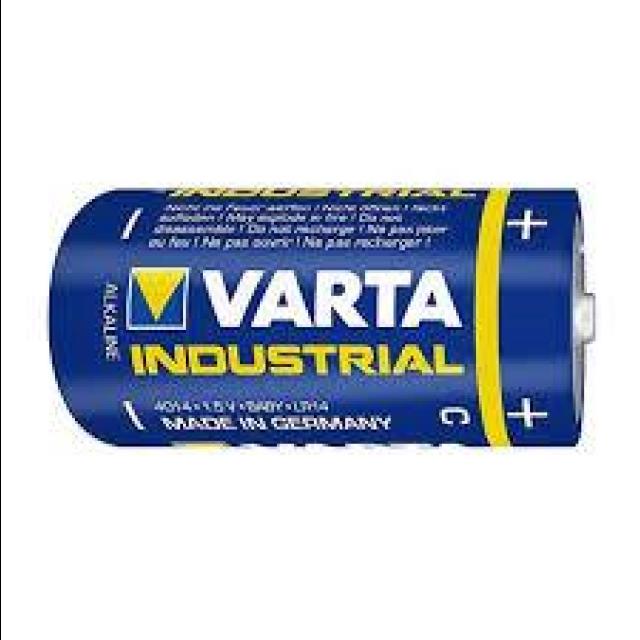 INDUSTRIAL
Nicht ins Feuer werfen ! Nicht öffnen ! Nicht
aufladen ! May explode in fire ! Do not
disassemble ! Do not recharge ! Ne pas jeter
au feu ! Ne pas ouvrir ! Ne pas recharger !
+
VARTA
ALKALINE
INDUSTRIAL
4014 • 1.5 V • BABY • LR14
C
MADE IN GERMANY
+